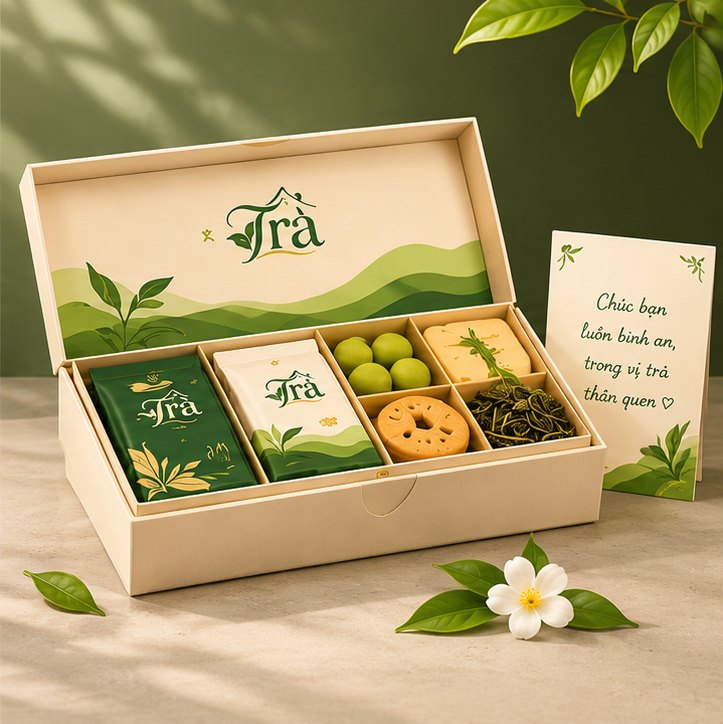 Trà
Trà
Trà
Chúc bạn
luôn bình an,
trong vị trà
thân quen ♡